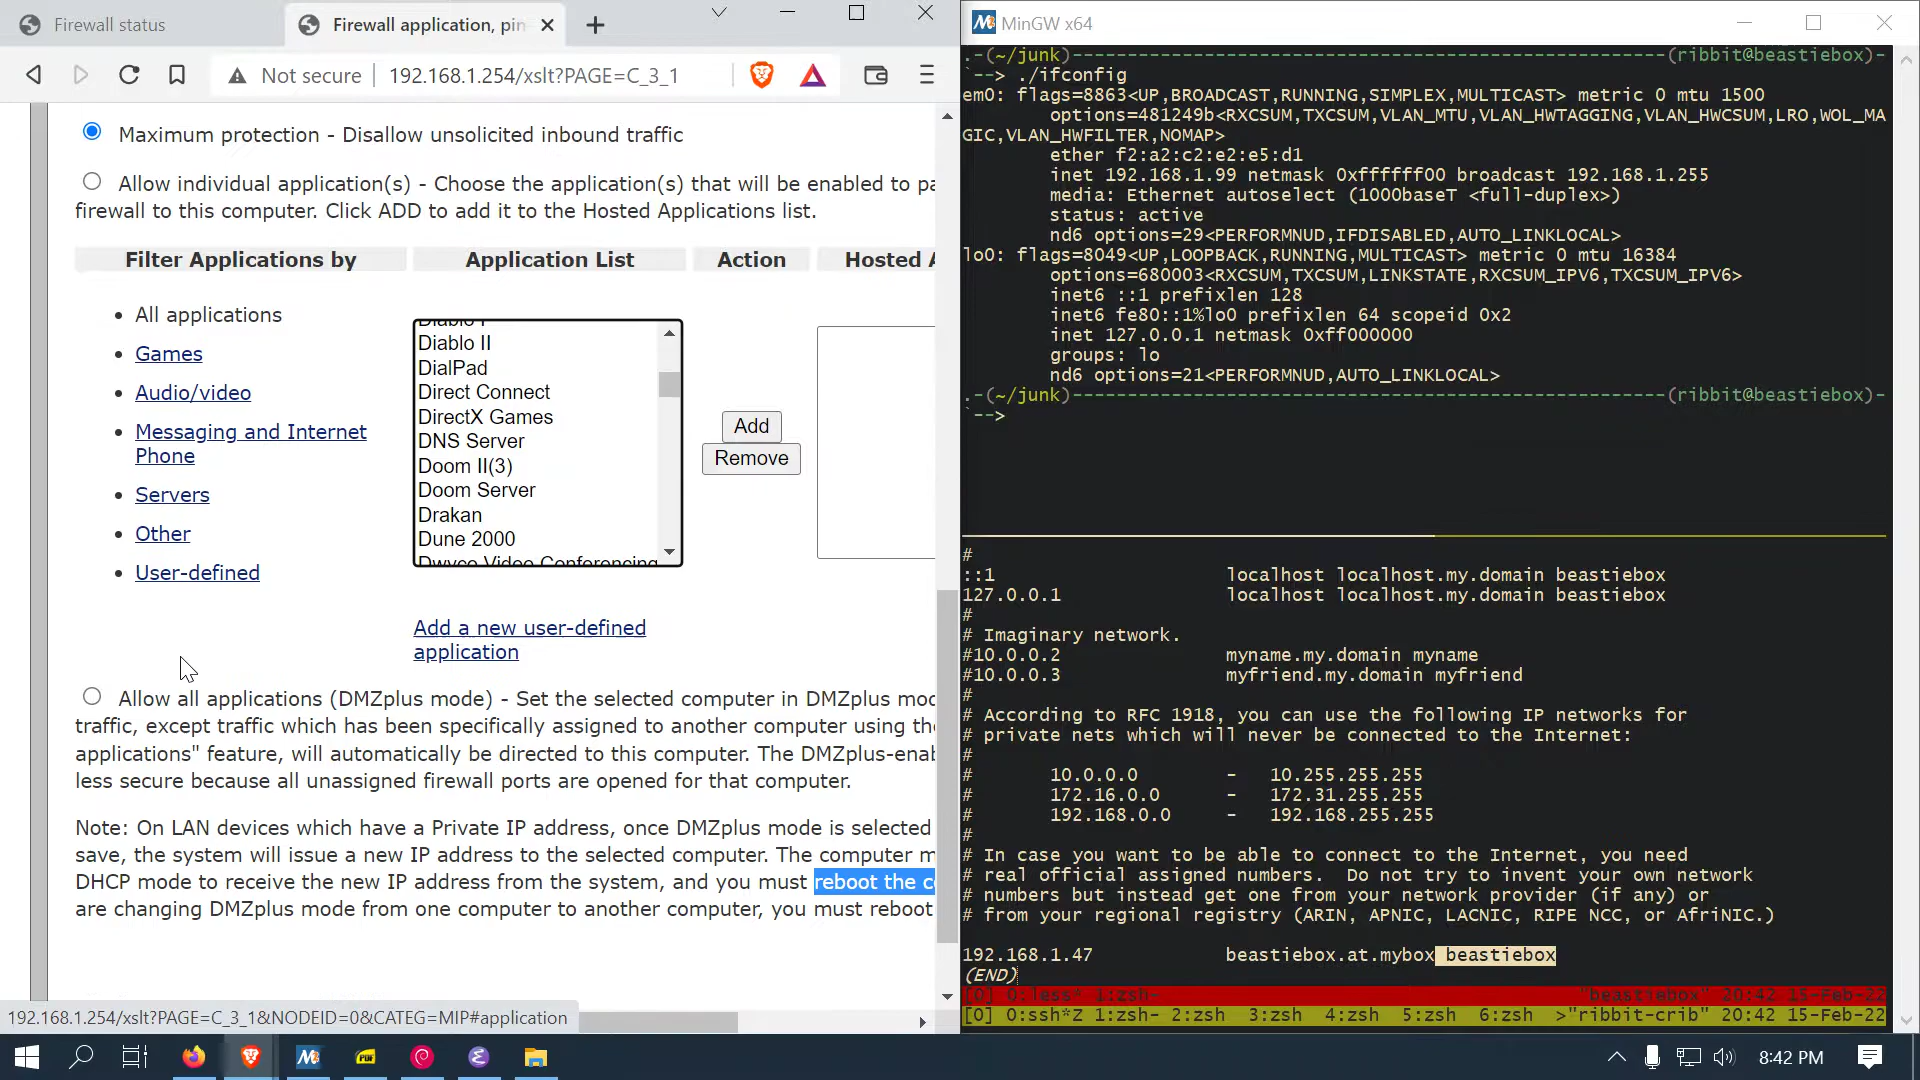 Firewall status
Firewall application, pin
Not secure
192.168.1.254/xslt?PAGE=C_3_1
Maximum protection - Disallow unsolicited inbound traffic
Allow individual application(s) - Choose the application(s) that will be enabled to pa
firewall to this computer. Click ADD to add it to the Hosted Applications list.
Filter Applications by
Application List
Action
Hosted A
All applications
Games
Audio/video
Messaging and Internet
Phone
Servers
Other
User-defined
Diablo I
Diablo II
DialPad
Direct Connect
DirectX Games
DNS Server
Doom II(3)
Doom Server
Drakan
Dune 2000
Dwyco Video Conferencing
Add
Remove
Add a new user-defined
application
Allow all applications (DMZplus mode) - Set the selected computer in DMZplus mod
traffic, except traffic which has been specifically assigned to another computer using the
applications" feature, will automatically be directed to this computer. The DMZplus-enab
less secure because all unassigned firewall ports are opened for that computer.
Note: On LAN devices which have a Private IP address, once DMZplus mode is selected
save, the system will issue a new IP address to the selected computer. The computer m
DHCP mode to receive the new IP address from the system, and you must reboot the co
are changing DMZplus mode from one computer to another computer, you must reboot
192.168.1.254/xslt?PAGE=C_3_1&NODEID=0&CATEG=MIP#application
MinGW x64
.-(~/junk)------------------------------------------------------(ribbit@beastiebox)-
`--> ./ifconfig
em0: flags=8863<UP,BROADCAST,RUNNING,SIMPLEX,MULTICAST> metric 0 mtu 1500
options=481249b<RXCSUM,TXCSUM,VLAN_MTU,VLAN_HWTAGGING,VLAN_HWCSUM,LRO,WOL_MA
GIC,VLAN_HWFILTER,NOMAP>
ether f2:a2:c2:e2:e5:d1
inet 192.168.1.99 netmask 0xffffff00 broadcast 192.168.1.255
media: Ethernet autoselect (1000baseT <full-duplex>)
status: active
nd6 options=29<PERFORMNUD,IFDISABLED,AUTO_LINKLOCAL>
lo0: flags=8049<UP,LOOPBACK,RUNNING,MULTICAST> metric 0 mtu 16384
options=680003<RXCSUM,TXCSUM,LINKSTATE,RXCSUM_IPV6,TXCSUM_IPV6>
inet6 ::1 prefixlen 128
inet6 fe80::1%lo0 prefixlen 64 scopeid 0x2
inet 127.0.0.1 netmask 0xff000000
groups: lo
nd6 options=21<PERFORMNUD,AUTO_LINKLOCAL>
.-(~/junk)------------------------------------------------------(ribbit@beastiebox)-
`-->
#
::1 localhost localhost.my.domain beastiebox
127.0.0.1 localhost localhost.my.domain beastiebox
#
# Imaginary network.
#10.0.0.2 myname.my.domain myname
#10.0.0.3 myfriend.my.domain myfriend
#
# According to RFC 1918, you can use the following IP networks for
# private nets which will never be connected to the Internet:
#
# 10.0.0.0 - 10.255.255.255
# 172.16.0.0 - 172.31.255.255
# 192.168.0.0 - 192.168.255.255
#
# In case you want to be able to connect to the Internet, you need
# real official assigned numbers. Do not try to invent your own network
# numbers but instead get one from your network provider (if any) or
# from your regional registry (ARIN, APNIC, LACNIC, RIPE NCC, or AfriNIC.)
192.168.1.47 beastiebox.at.mybox beastiebox
(END)
[0] 0:less* 1:zsh- "beastiebox" 20:42 15-Feb-22
[0] 0:ssh*Z 1:zsh- 2:zsh 3:zsh 4:zsh 5:zsh 6:zsh >"ribbit-crib" 20:42 15-Feb-22
8:42 PM